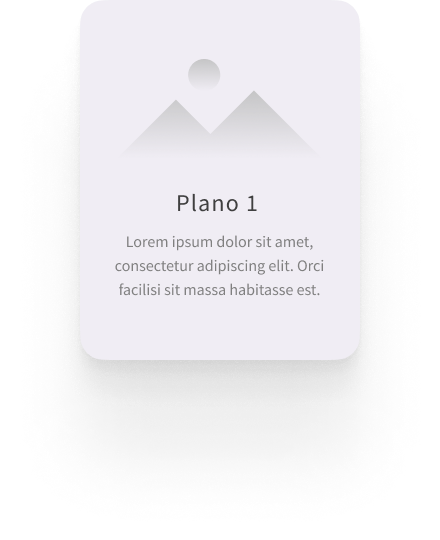 Plano 1
Lorem ipsum dolor sit amet,
consectetur adipiscing elit. Orci
facilisi sit massa habitasse est.